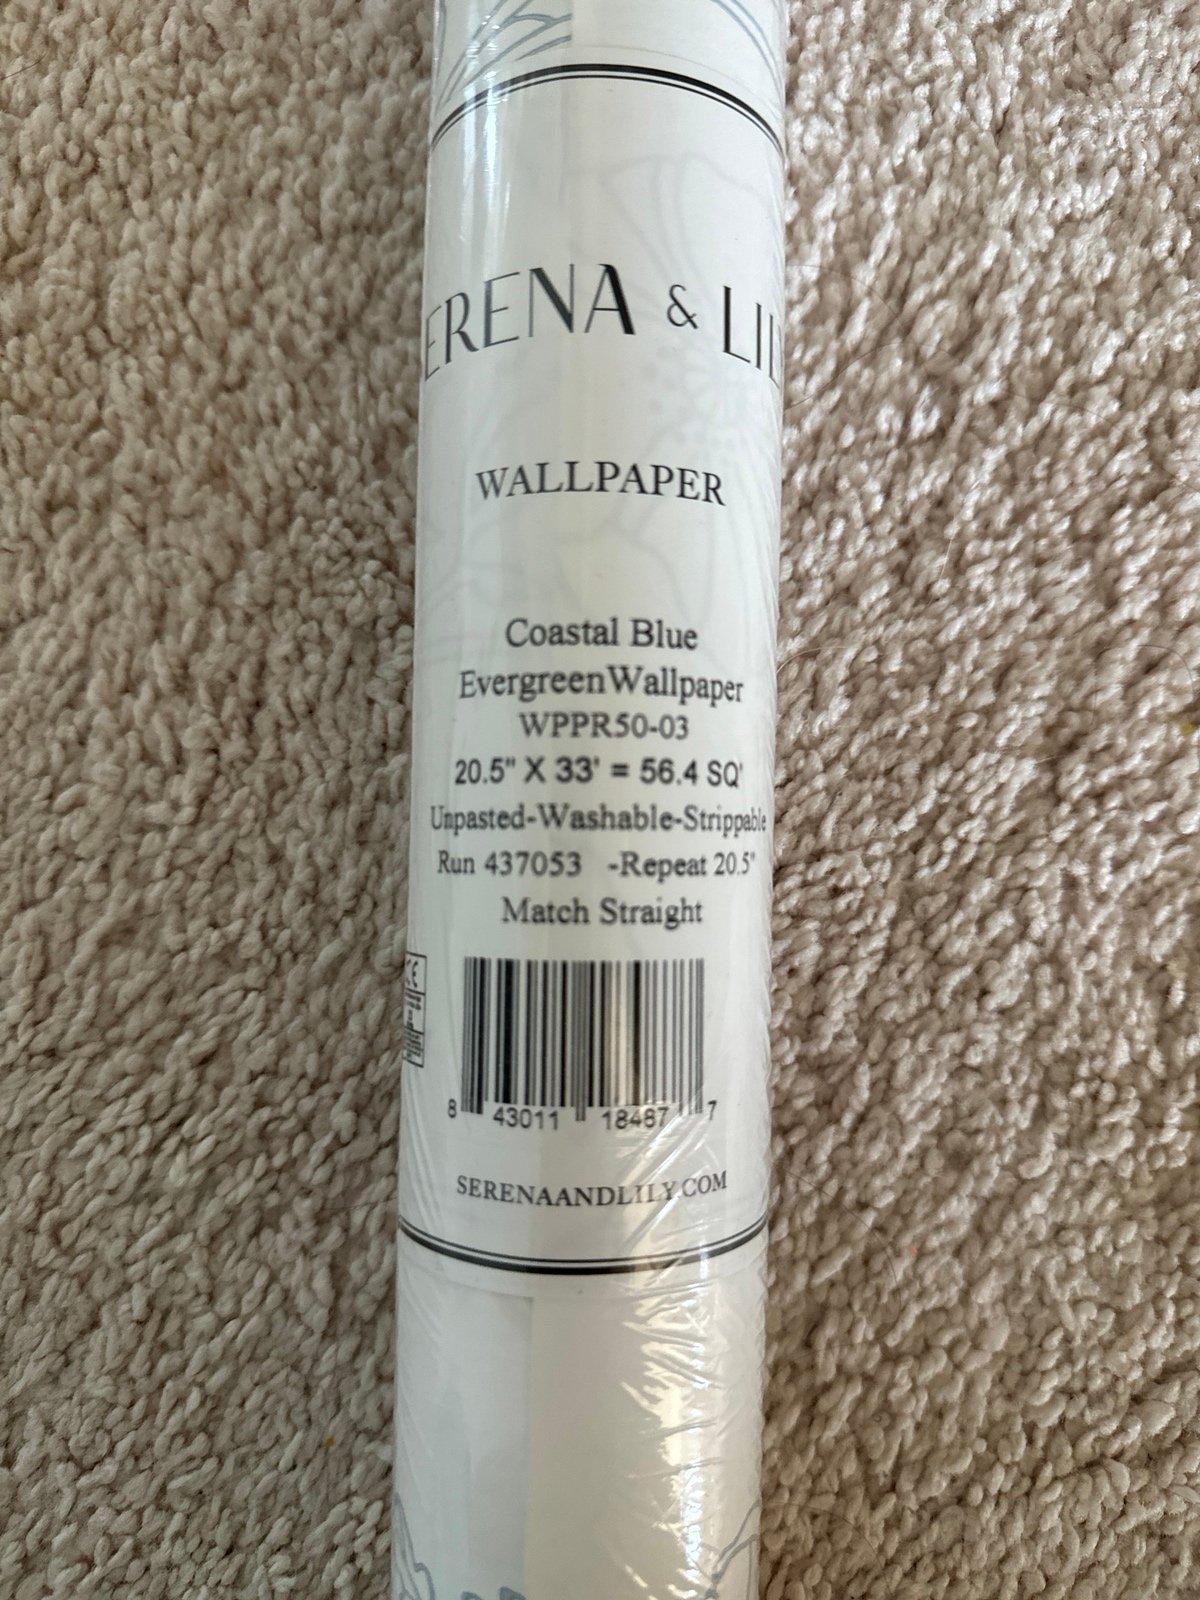 ERENA & LIL
WALLPAPER
Coastal Blue
EvergreenWallpaper
WPPR50-03
20.5" X 33' = 56.4 SQ'
Unpasted-Washable-Strippable
Run 437053 -Repeat 20.5"
Match Straight
CE
8 43011 18487 7
SERENAANDLILY.COM